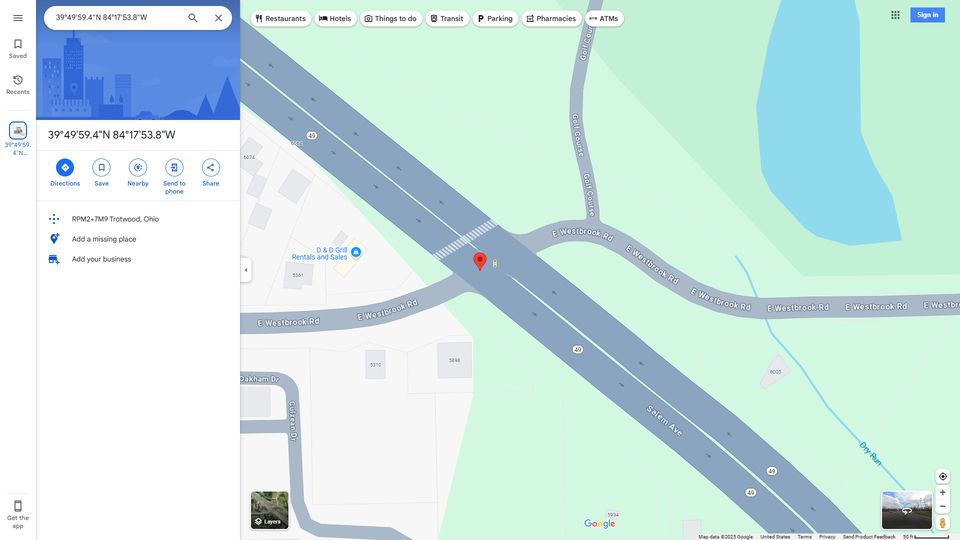 39°49'59.4"N 84°17'53.8"W
Restaurants
Hotels
Things to do
Transit
Parking
Pharmacies
ATMs
Sign in
Saved
Recents
39°49'59.
4"N...
39°49'59.4"N 84°17'53.8"W
Directions
Save
Nearby
Send to
phone
Share
RPM2+7M9 Trotwood, Ohio
Add a missing place
Add your business
Get the
app
Golf Cou
Golf Course
Golf Course
49
6074
D & D Grill
Rentals and Sales
5361
E Westbrook Rd
E Westbrook Rd
E Westbrook Rd
E Westbrook Rd
E Westbrook Rd
E Westbrook Rd
E Westbrook Rd
E Westbro
5310
5898
49
6005
Oakham Dr
Culzean Dr
Salem Ave
Dry Run
49
49
5934
Layers
Google
Map data ©2025 Google
United States
Terms
Privacy
Send Product Feedback
50 ft